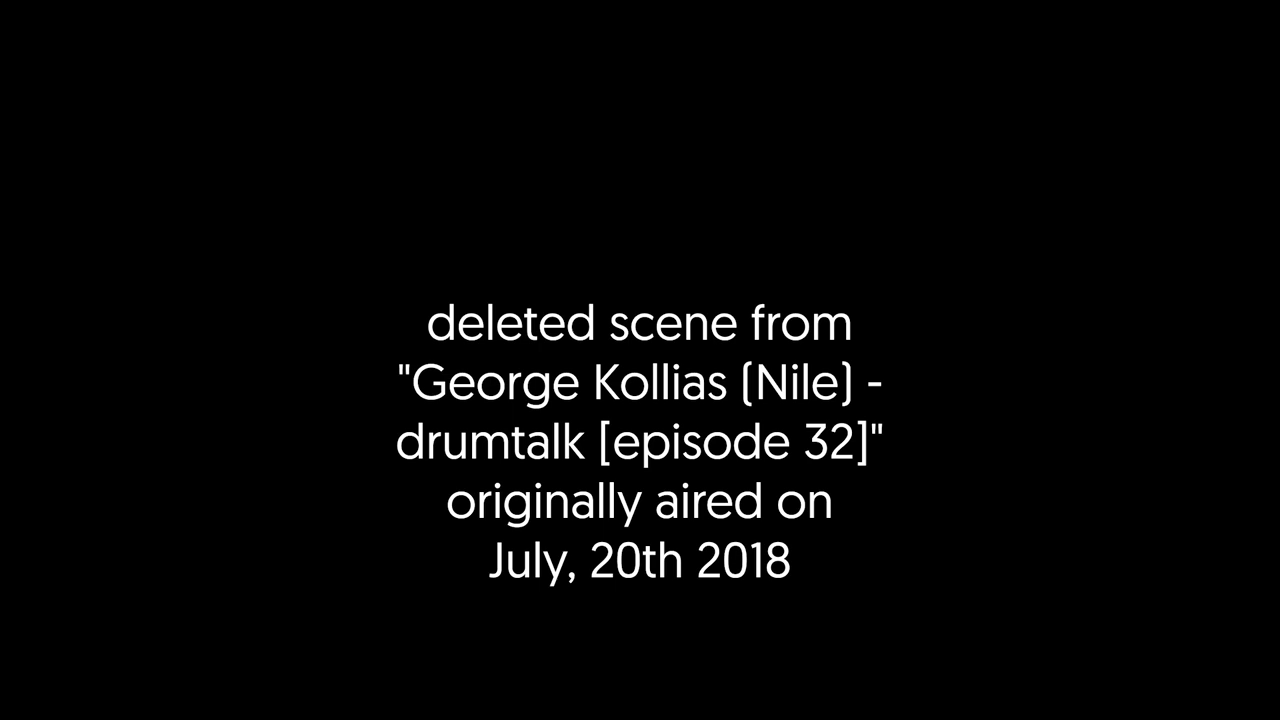 deleted scene from
"George Kollias (Nile) -
drumtalk [episode 32]"
originally aired on
July, 20th 2018